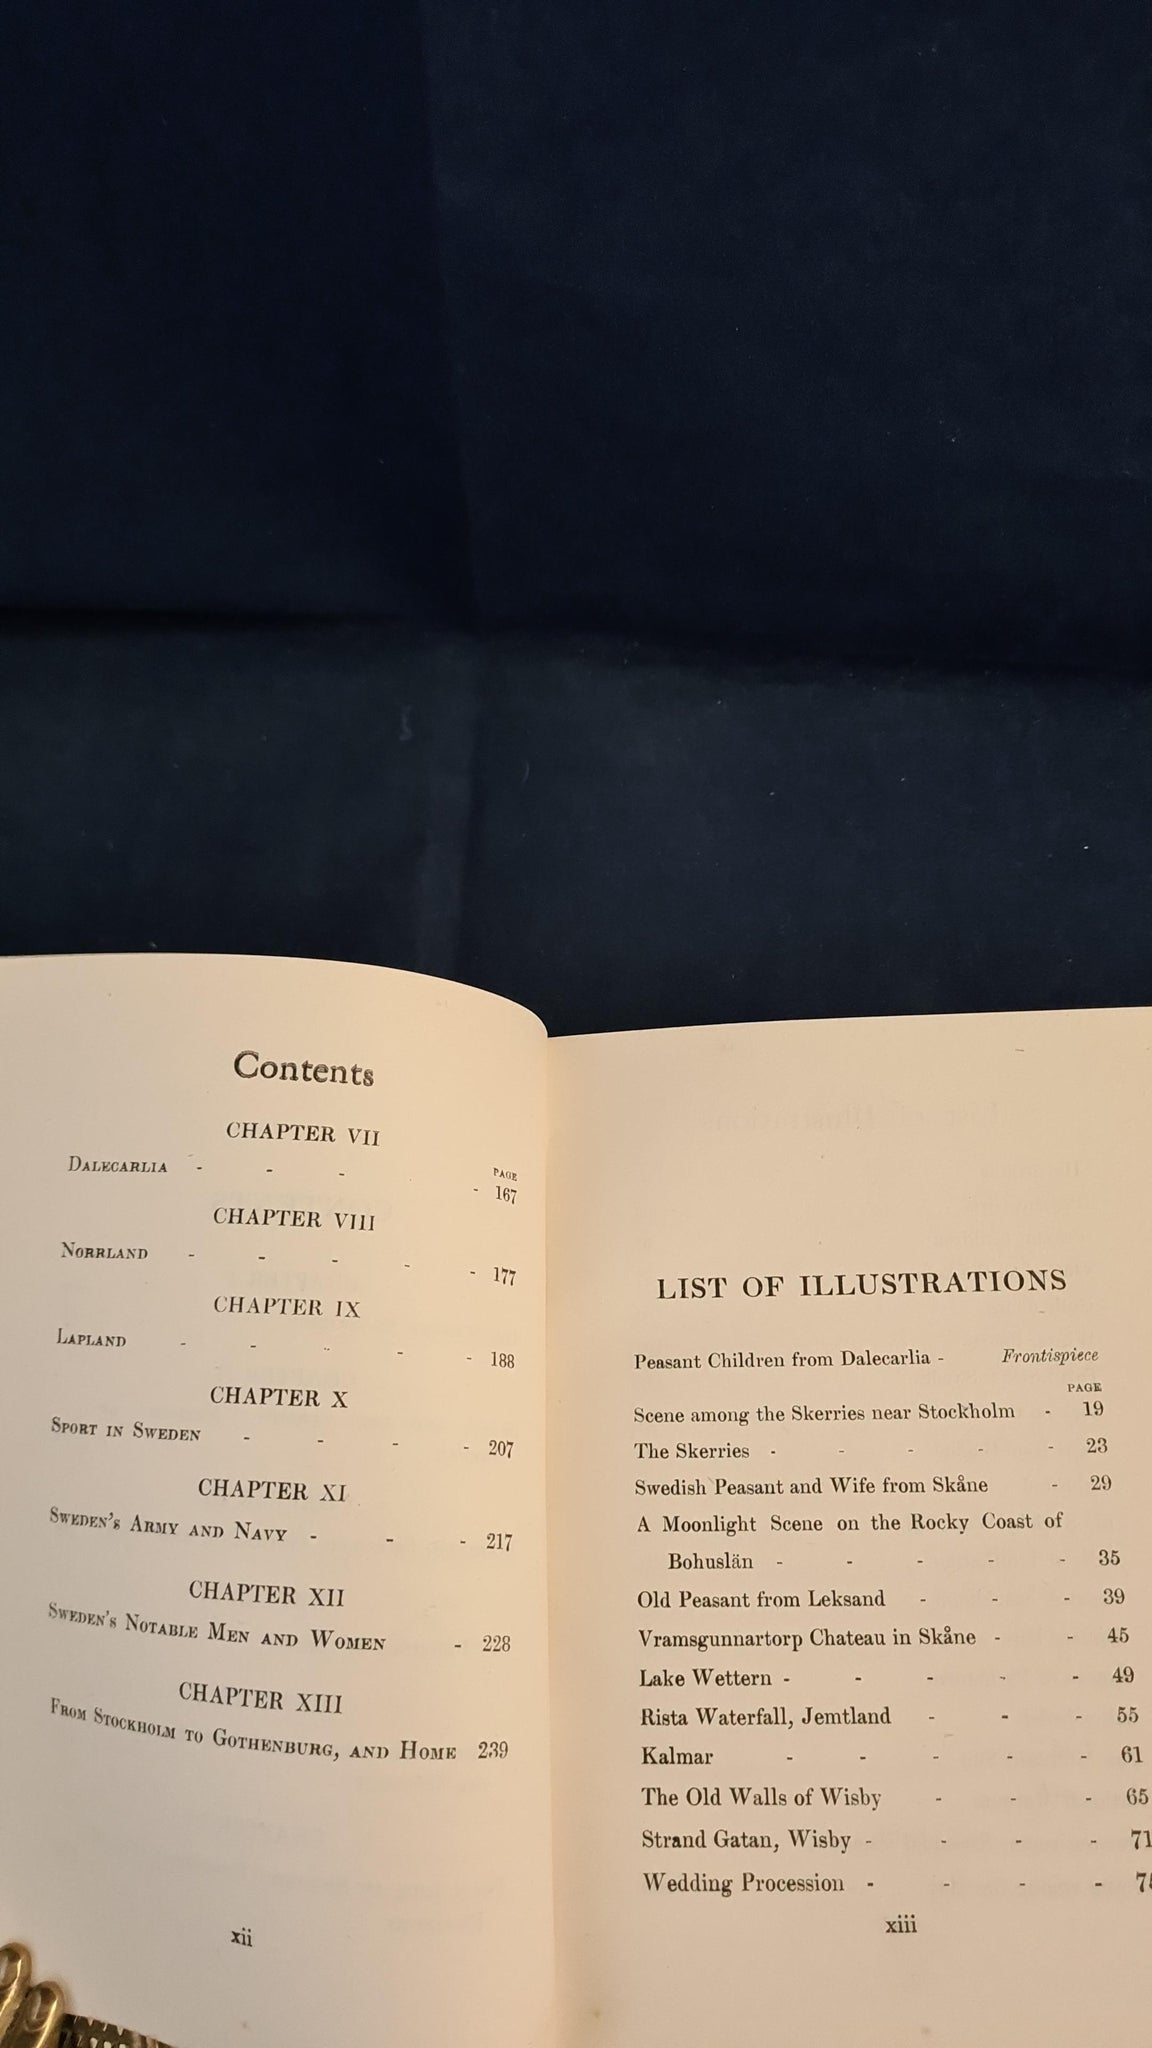 Contents
CHAPTER VII
PAGE
DALECARLIA - - - - 167
CHAPTER VIII
NORRLAND - - - - - 177
CHAPTER IX
LAPLAND - - - - - 188
CHAPTER X
SPORT IN SWEDEN - - - - 207
CHAPTER XI
SWEDEN'S ARMY AND NAVY - - - 217
CHAPTER XII
SWEDEN'S NOTABLE MEN AND WOMEN - 228
CHAPTER XIII
FROM STOCKHOLM TO GOTHENBURG, AND HOME 239
xii
LIST OF ILLUSTRATIONS
Peasant Children from Dalecarlia - Frontispiece
PAGE
Scene among the Skerries near Stockholm - 19
The Skerries - - - - - 23
Swedish Peasant and Wife from Skåne - 29
A Moonlight Scene on the Rocky Coast of
Bohuslän - - - - - 35
Old Peasant from Leksand - - - 39
Vramsgunnartorp Chateau in Skåne - - 45
Lake Wettern - - - - - 49
Rista Waterfall, Jemtland - - - 55
Kalmar - - - - - 61
The Old Walls of Wisby - - - 65
Strand Gatan, Wisby - - - - 71
Wedding Procession - - - -
xiii